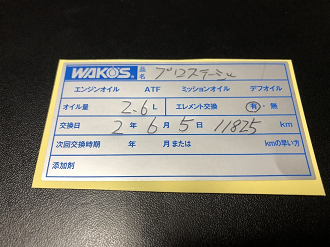 WAKO'S 品名 プロステージS
エンジンオイル ATF ミッションオイル デフオイル
オイル量 2.6 L エレメント交換 有・無
交換日 2年 6月 5日 11825 km
次回交換時期 年 月または kmの早い方
添加剤